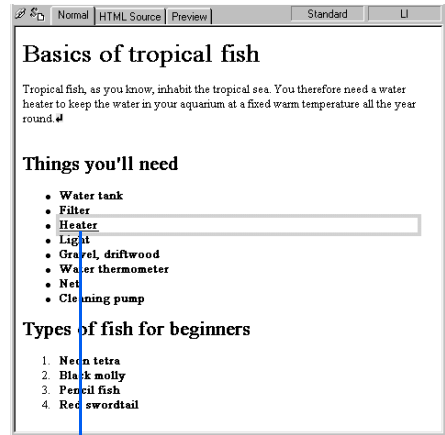 Normal HTML Source Preview Standard LI
Basics of tropical fish
Tropical fish, as you know, inhabit the tropical sea. You therefore need a water
heater to keep the water in your aquarium at a fixed warm temperature all the year
round.
Things you'll need
• Water tank
• Filter
• Heater
• Light
• Gravel, driftwood
• Water thermometer
• Net
• Cleaning pump
Types of fish for beginners
1. Neon tetra
2. Black molly
3. Pencil fish
4. Red swordtail